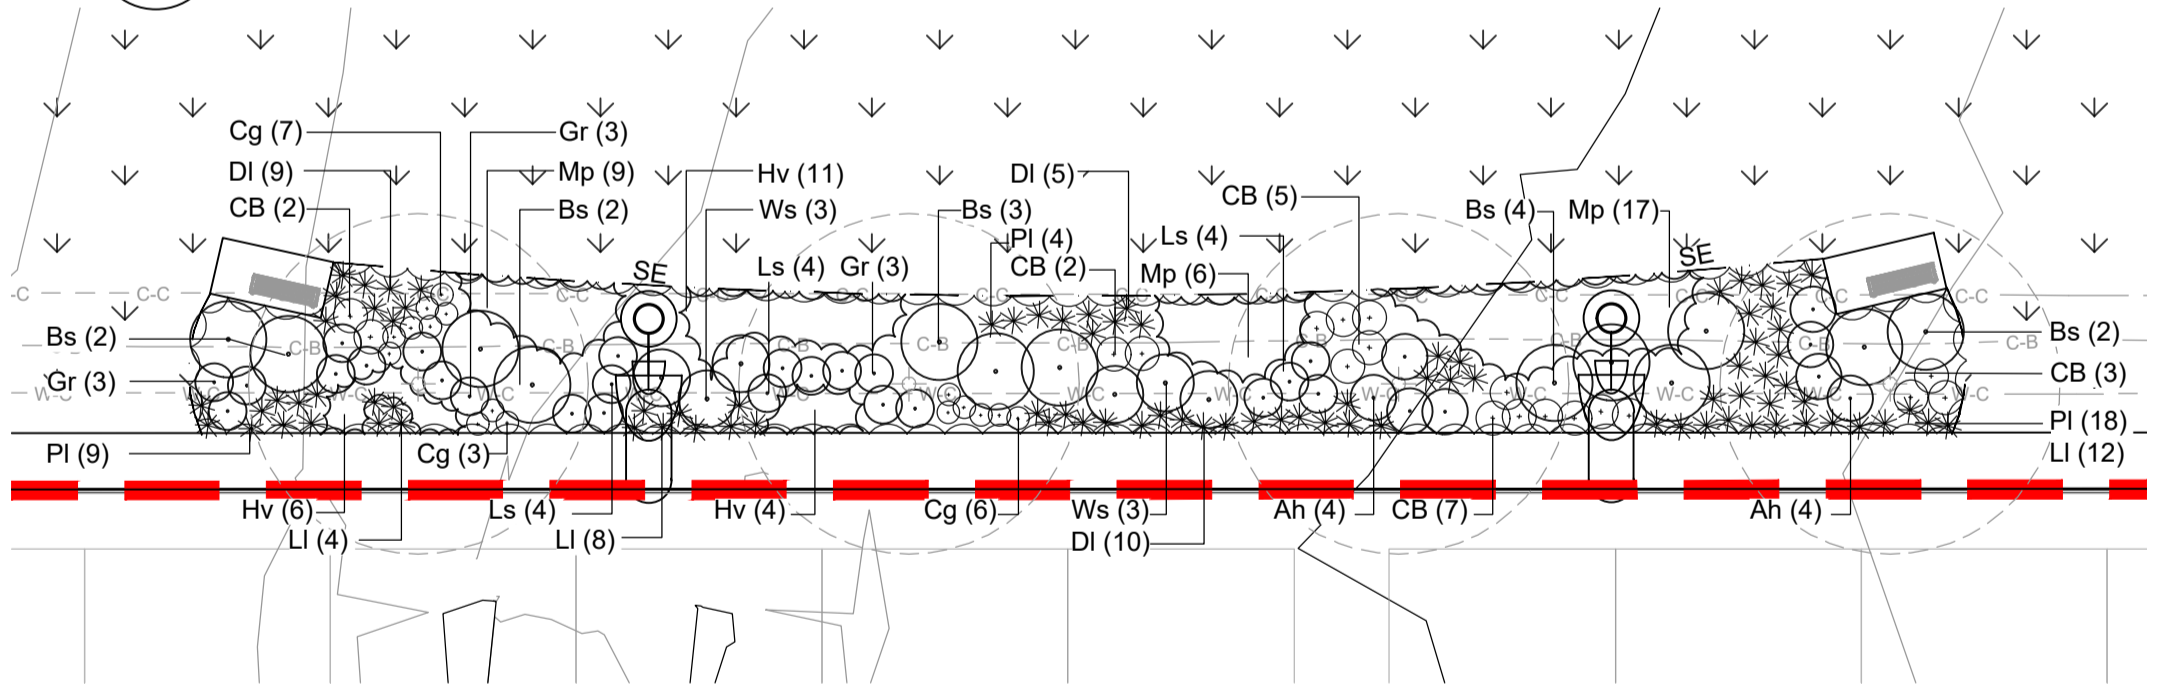 Cg (7)
Gr (3)
Dl (9)
Mp (9)
Hv (11)
Dl (5)
CB (2)
Bs (2)
Ws (3)
Bs (3)
CB (5)
Bs (4)
Mp (17)
Pl (4)
Ls (4)
SE
Ls (4)
Gr (3)
CB (2)
Mp (6)
SE
C-C
C-C
C-C
C-C
C-C
C-C
C-C
C-C
C-C
C-C
Bs (2)
C-B
C-B
C-B
C-B
C-B
C-B
C-B
C-B
Bs (2)
Gr (3)
CB (3)
W-C
W-C
W-C
W-C
W-C
W-C
W-C
W-C
W-C
W-C
Pl (18)
Pl (9)
Cg (3)
Ll (12)
Hv (6)
Ls (4)
Hv (4)
Cg (6)
Ws (3)
Ah (4)
CB (7)
Ah (4)
Ll (4)
Ll (8)
Dl (10)